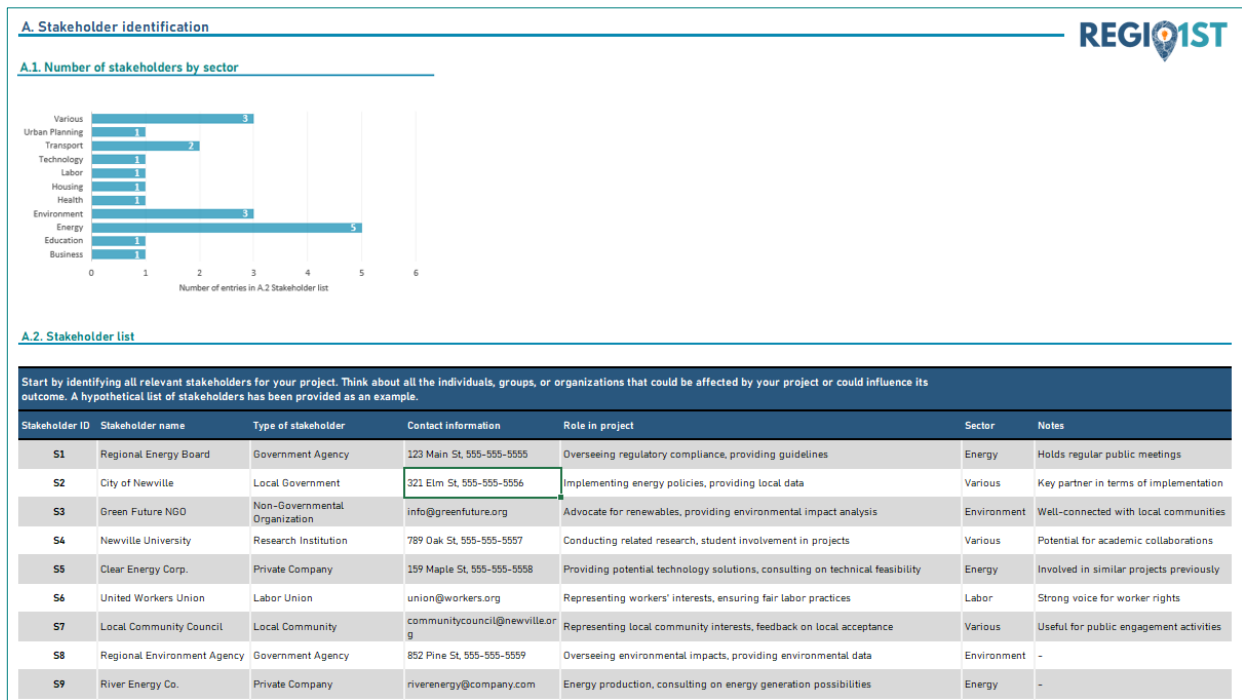 A. Stakeholder identification
REGIO1ST
A.1. Number of stakeholders by sector
Various 3
Urban Planning 1
Transport 2
Technology 1
Labor 1
Housing 1
Health 1
Environment 3
Energy 5
Education 1
Business 1
0 1 2 3 4 5 6
Number of entries in A.2 Stakeholder list
A.2. Stakeholder list
Start by identifying all relevant stakeholders for your project. Think about all the individuals, groups, or organizations that could be affected by your project or could influence its
outcome. A hypothetical list of stakeholders has been provided as an example.
Stakeholder ID Stakeholder name Type of stakeholder Contact information Role in project Sector Notes
S1 Regional Energy Board Government Agency 123 Main St, 555-555-5555 Overseeing regulatory compliance, providing guidelines Energy Holds regular public meetings
S2 City of Newville Local Government 321 Elm St, 555-555-5556 Implementing energy policies, providing local data Various Key partner in terms of implementation
S3 Green Future NGO Non-Governmental Organization info@greenfuture.org Advocate for renewables, providing environmental impact analysis Environment Well-connected with local communities
S4 Newville University Research Institution 789 Oak St, 555-555-5557 Conducting related research, student involvement in projects Various Potential for academic collaborations
S5 Clear Energy Corp. Private Company 159 Maple St, 555-555-5558 Providing potential technology solutions, consulting on technical feasibility Energy Involved in similar projects previously
S6 United Workers Union Labor Union union@workers.org Representing workers' interests, ensuring fair labor practices Labor Strong voice for worker rights
S7 Local Community Council Local Community communitycouncil@newville.org Representing local community interests, feedback on local acceptance Various Useful for public engagement activities
S8 Regional Environment Agency Government Agency 852 Pine St, 555-555-5559 Overseeing environmental impacts, providing environmental data Environment -
S9 River Energy Co. Private Company riverenergy@company.com Energy production, consulting on energy generation possibilities Energy -